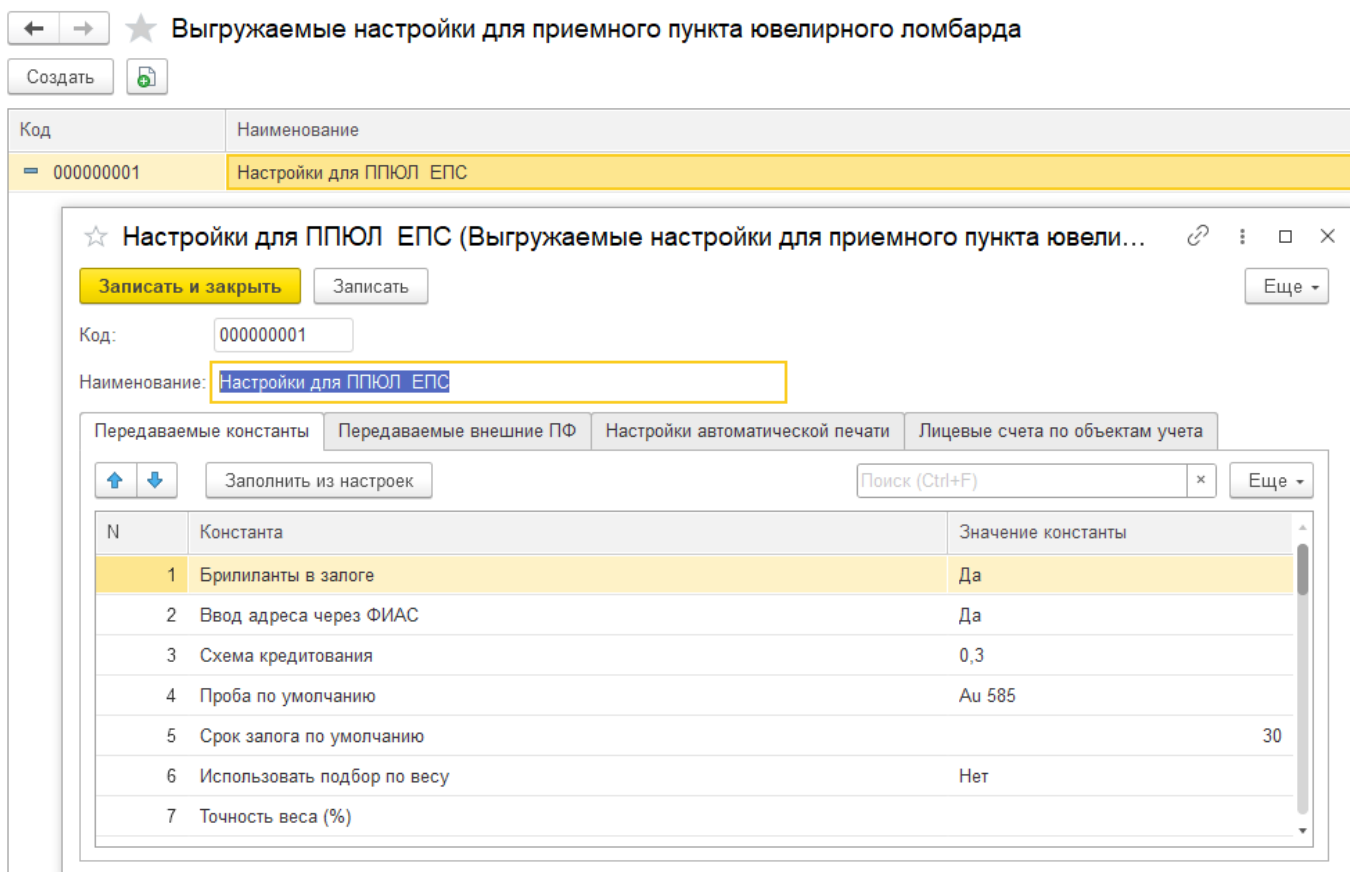 Выгружаемые настройки для приемного пункта ювелирного ломбарда
Создать
Код Наименование
000000001 Настройки для ППЮЛ ЕПС
Настройки для ППЮЛ ЕПС (Выгружаемые настройки для приемного пункта ювели...
Записать и закрыть Записать Еще
Код: 000000001
Наименование: Настройки для ППЮЛ ЕПС
Передаваемые константы Передаваемые внешние ПФ Настройки автоматической печати Лицевые счета по объектам учета
Заполнить из настроек Поиск (Ctrl+F) × Еще
N Константа Значение константы
1 Брилиланты в залоге Да
2 Ввод адреса через ФИАС Да
3 Схема кредитования 0,3
4 Проба по умолчанию Au 585
5 Срок залога по умолчанию 30
6 Использовать подбор по весу Нет
7 Точность веса (%)